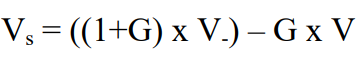 Vₛ = ((1+G) x V₋) – G x V